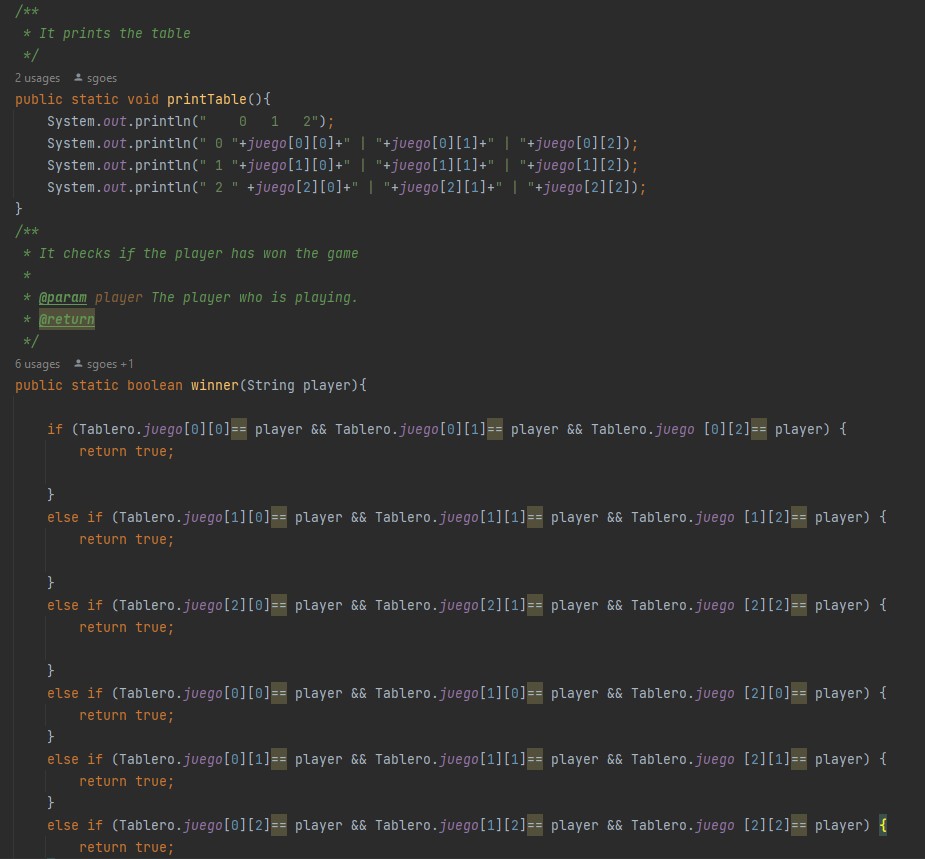 /**
 * It prints the table
 */
2 usages sgoes
public static void printTable(){
    System.out.println("    0   1   2");
    System.out.println(" 0 "+juego[0][0]+" | "+juego[0][1]+" | "+juego[0][2]);
    System.out.println(" 1 "+juego[1][0]+" | "+juego[1][1]+" | "+juego[1][2]);
    System.out.println(" 2 " +juego[2][0]+" | "+juego[2][1]+" | "+juego[2][2]);
}
/**
 * It checks if the player has won the game
 *
 * @param player The player who is playing.
 * @return
 */
6 usages sgoes +1
public static boolean winner(String player){
    if (Tablero.juego[0][0]== player && Tablero.juego[0][1]== player && Tablero.juego [0][2]== player) {
        return true;
    }
    else if (Tablero.juego[1][0]== player && Tablero.juego[1][1]== player && Tablero.juego [1][2]== player) {
        return true;
    }
    else if (Tablero.juego[2][0]== player && Tablero.juego[2][1]== player && Tablero.juego [2][2]== player) {
        return true;
    }
    else if (Tablero.juego[0][0]== player && Tablero.juego[1][0]== player && Tablero.juego [2][0]== player) {
        return true;
    }
    else if (Tablero.juego[0][1]== player && Tablero.juego[1][1]== player && Tablero.juego [2][1]== player) {
        return true;
    }
    else if (Tablero.juego[0][2]== player && Tablero.juego[1][2]== player && Tablero.juego [2][2]== player) {
        return true;